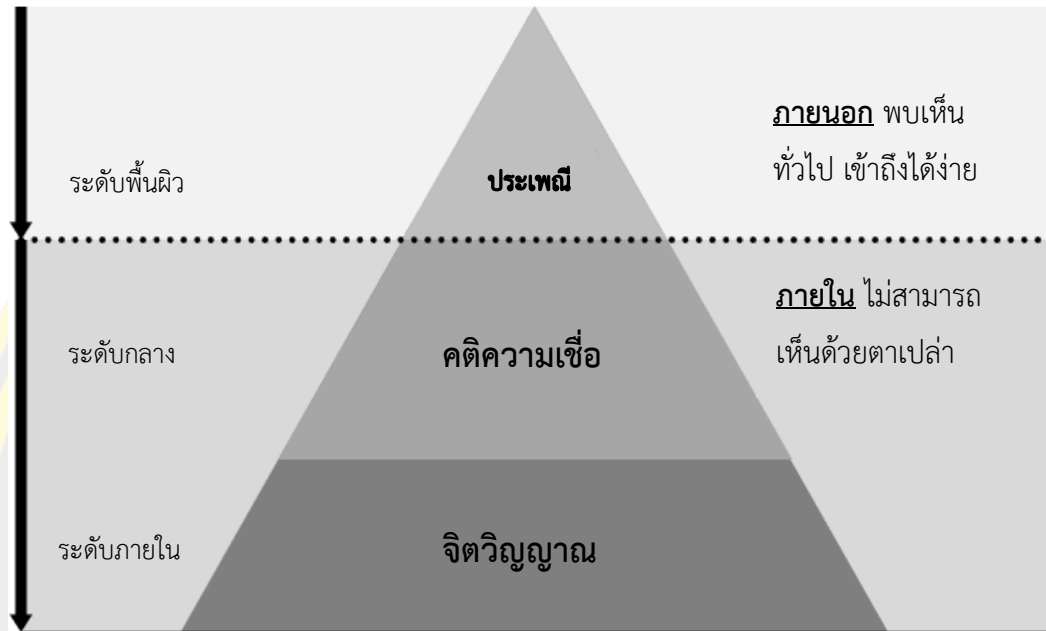 ภายนอก พบเห็น
ทั่วไป เข้าถึงได้ง่าย
ระดับพื้นผิว
ประเพณี
ภายใน ไม่สามารถ
เห็นด้วยตาเปล่า
ระดับกลาง
คติความเชื่อ
ระดับภายใน
จิตวิญญาณ